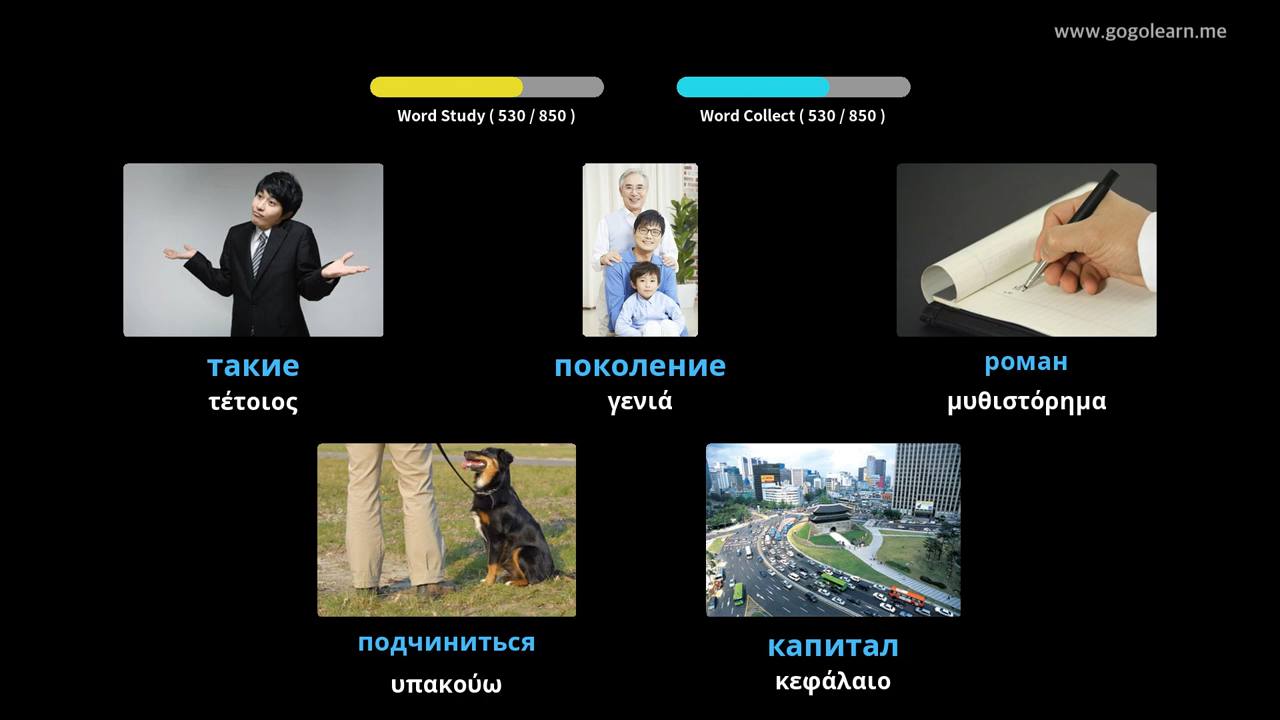 www.gogolearn.me
Word Study ( 530 / 850 )
Word Collect ( 530 / 850 )
такие
τέτοιος
поколение
γενιά
роман
μυθιστόρημα
подчиниться
υπακούω
капитал
κεφάλαιο